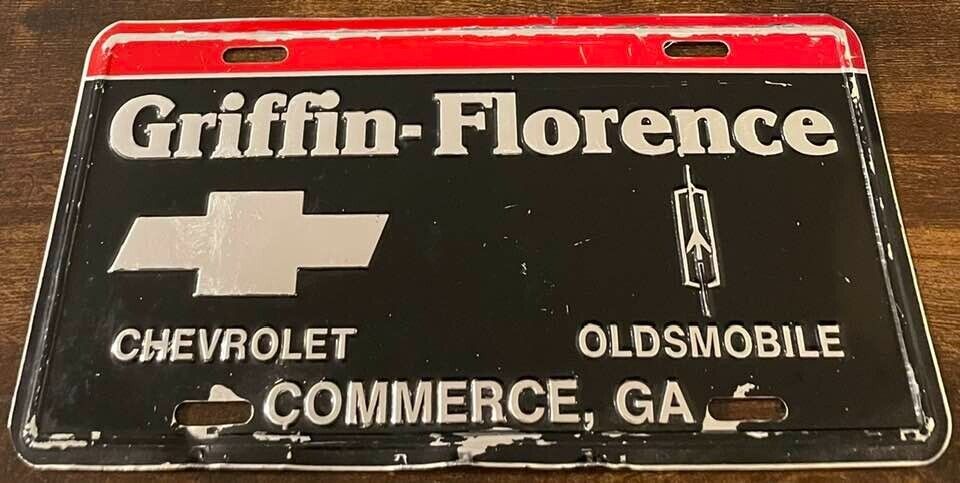 Griffin-Florence
CHEVROLET OLDSMOBILE
COMMERCE, GA